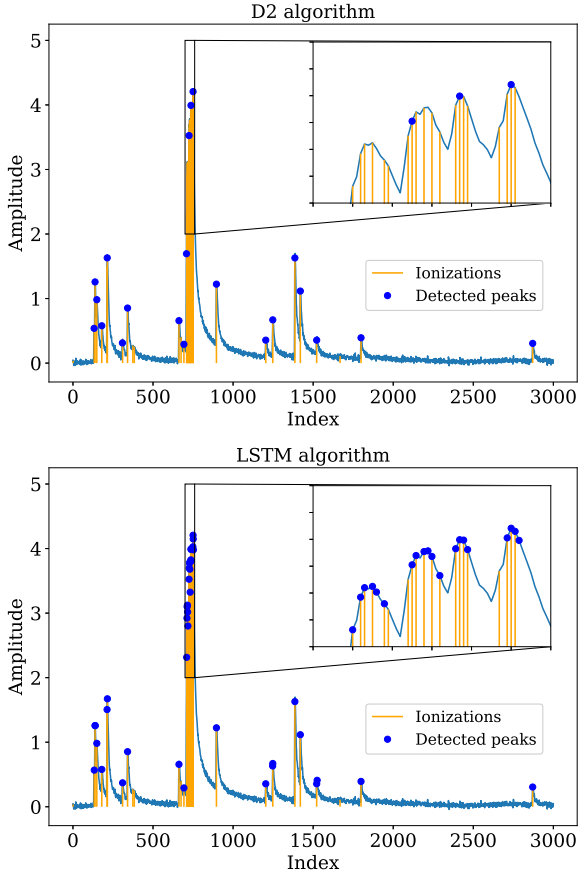 D2 algorithm
5
4
3
2
1
0
Amplitude
Ionizations
Detected peaks
0 500 1000 1500 2000 2500 3000
Index
LSTM algorithm
5
4
3
2
1
0
Amplitude
Ionizations
Detected peaks
0 500 1000 1500 2000 2500 3000
Index